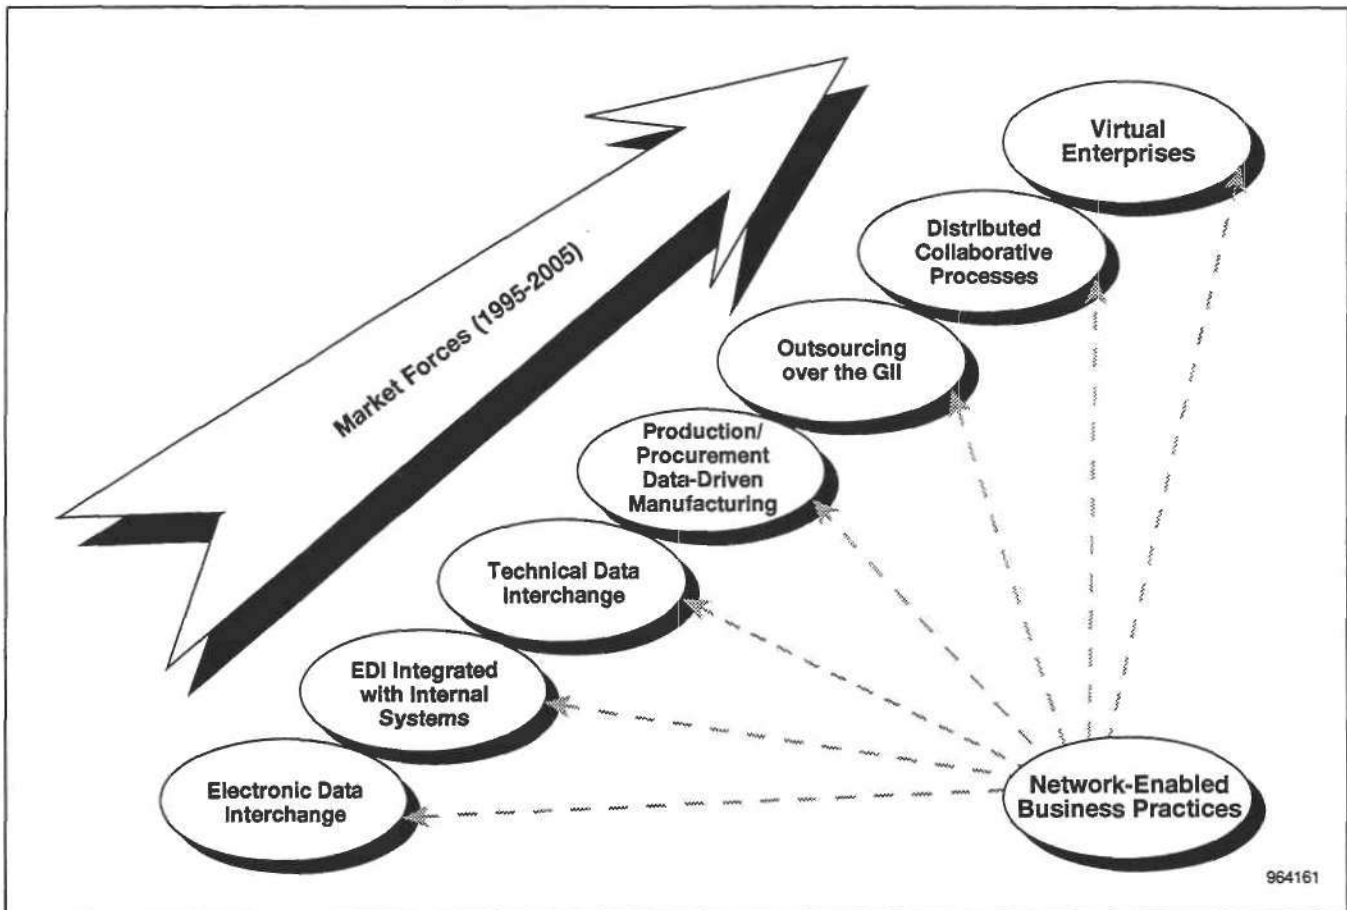 Virtual
Enterprises
Distributed
Collaborative
Processes
Market Forces (1995-2005)
Outsourcing
over the GII
Production/
Procurement
Data-Driven
Manufacturing
Technical Data
Interchange
EDI Integrated
with Internal
Systems
Electronic Data
Interchange
Network-Enabled
Business Practices
964161